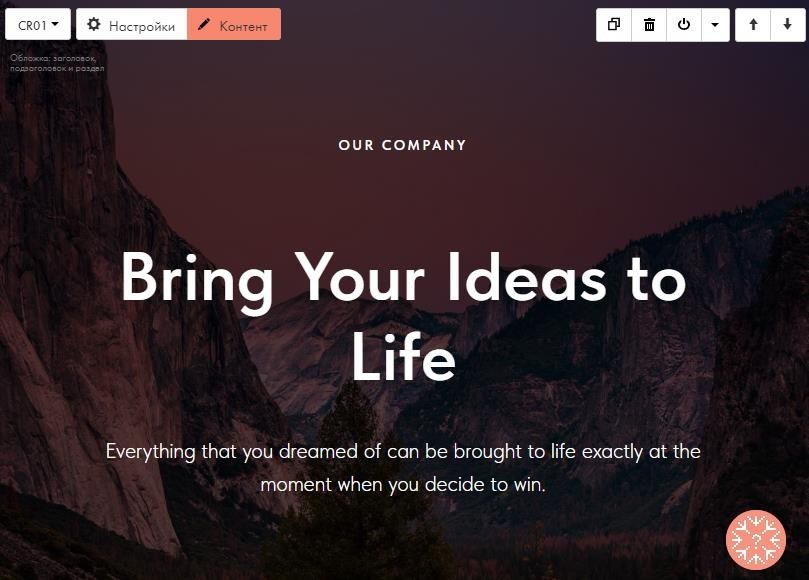 CR01 Настройки Контент
Обложка: заголовок,
подзаголовок и раздел
OUR COMPANY
Bring Your Ideas to
Life
Everything that you dreamed of can be brought to life exactly at the
moment when you decide to win.
?